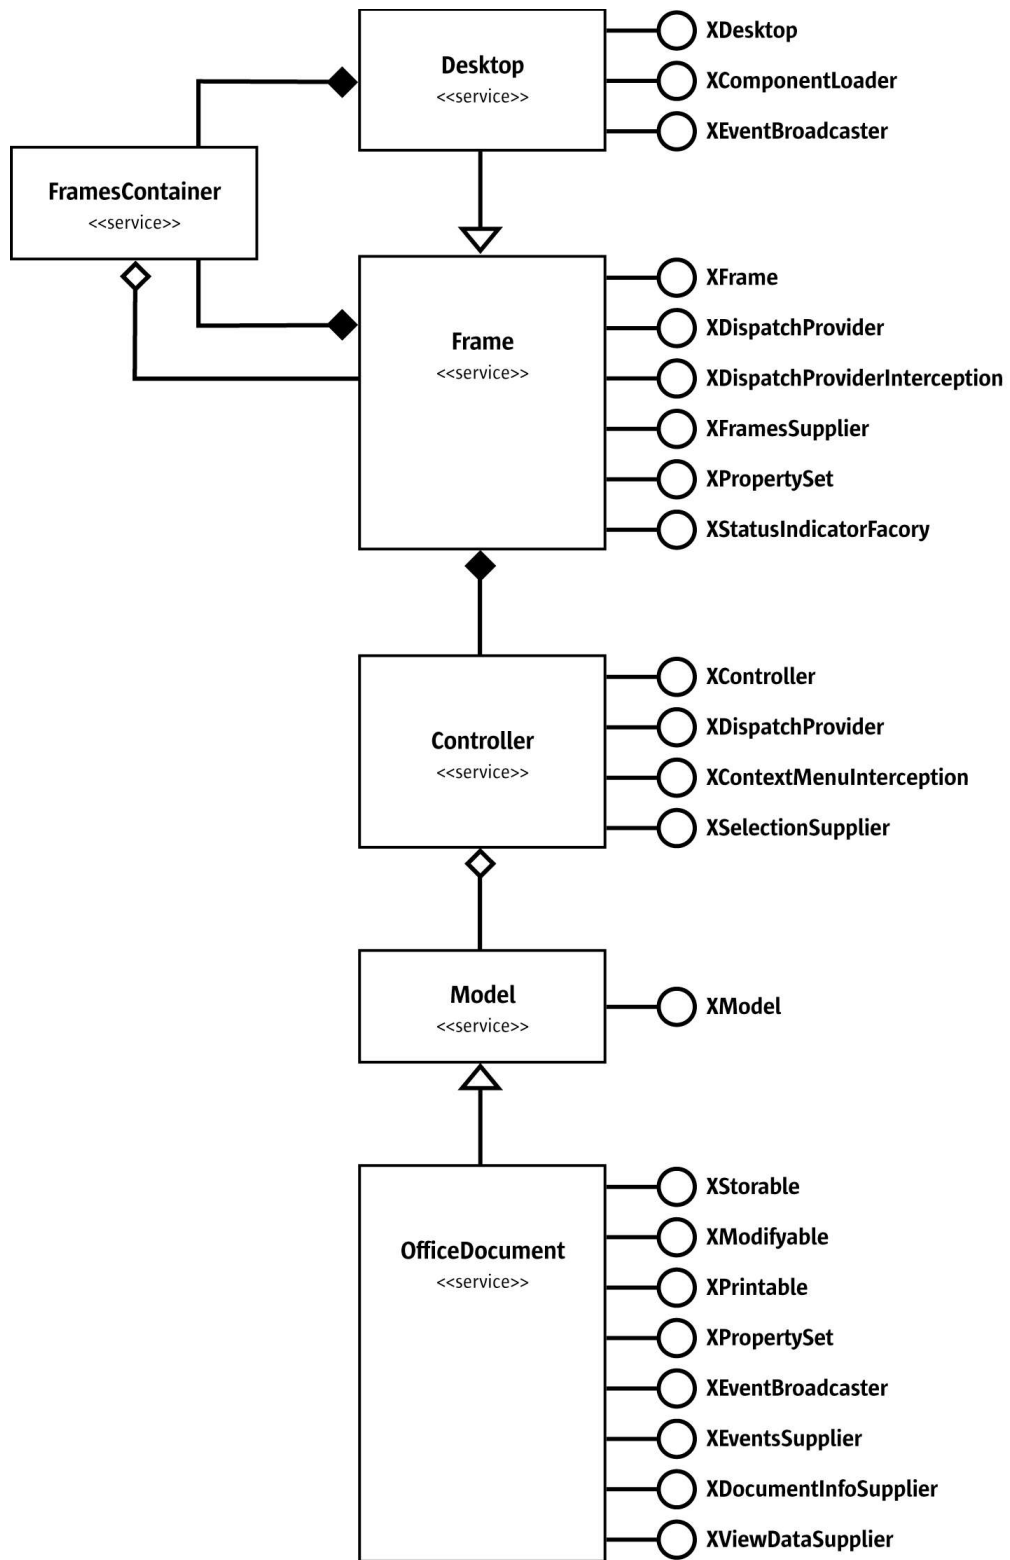 Desktop
<<service>>
XDesktop
XComponentLoader
XEventBroadcaster
FramesContainer
<<service>>
Frame
<<service>>
XFrame
XDispatchProvider
XDispatchProviderInterception
XFramesSupplier
XPropertySet
XStatusIndicatorFacory
Controller
<<service>>
XController
XDispatchProvider
XContextMenuInterception
XSelectionSupplier
Model
<<service>>
XModel
OfficeDocument
<<service>>
XStorable
XModifyable
XPrintable
XPropertySet
XEventBroadcaster
XEventsSupplier
XDocumentInfoSupplier
XViewDataSupplier